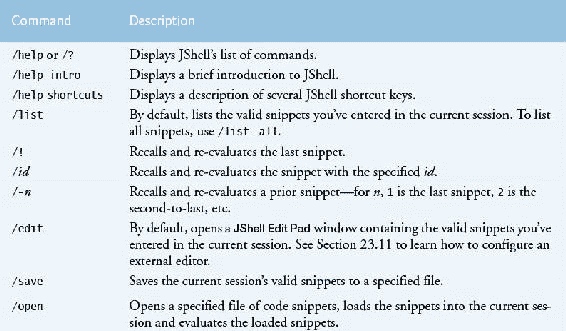 Command Description
/help or /? Displays JShell's list of commands.
/help intro Displays a brief introduction to JShell.
/help shortcuts Displays a description of several JShell shortcut keys.
/list By default, lists the valid snippets you've entered in the current session. To list
all snippets, use /list -all.
/! Recalls and re-evaluates the last snippet.
/id Recalls and re-evaluates the snippet with the specified id.
/-n Recalls and re-evaluates a prior snippet—for n, 1 is the last snippet, 2 is the
second-to-last, etc.
/edit By default, opens a JShell Edit Pad window containing the valid snippets you've
entered in the current session. See Section 23.11 to learn how to configure an
external editor.
/save Saves the current session's valid snippets to a specified file.
/open Opens a specified file of code snippets, loads the snippets into the current ses-
sion and evaluates the loaded snippets.